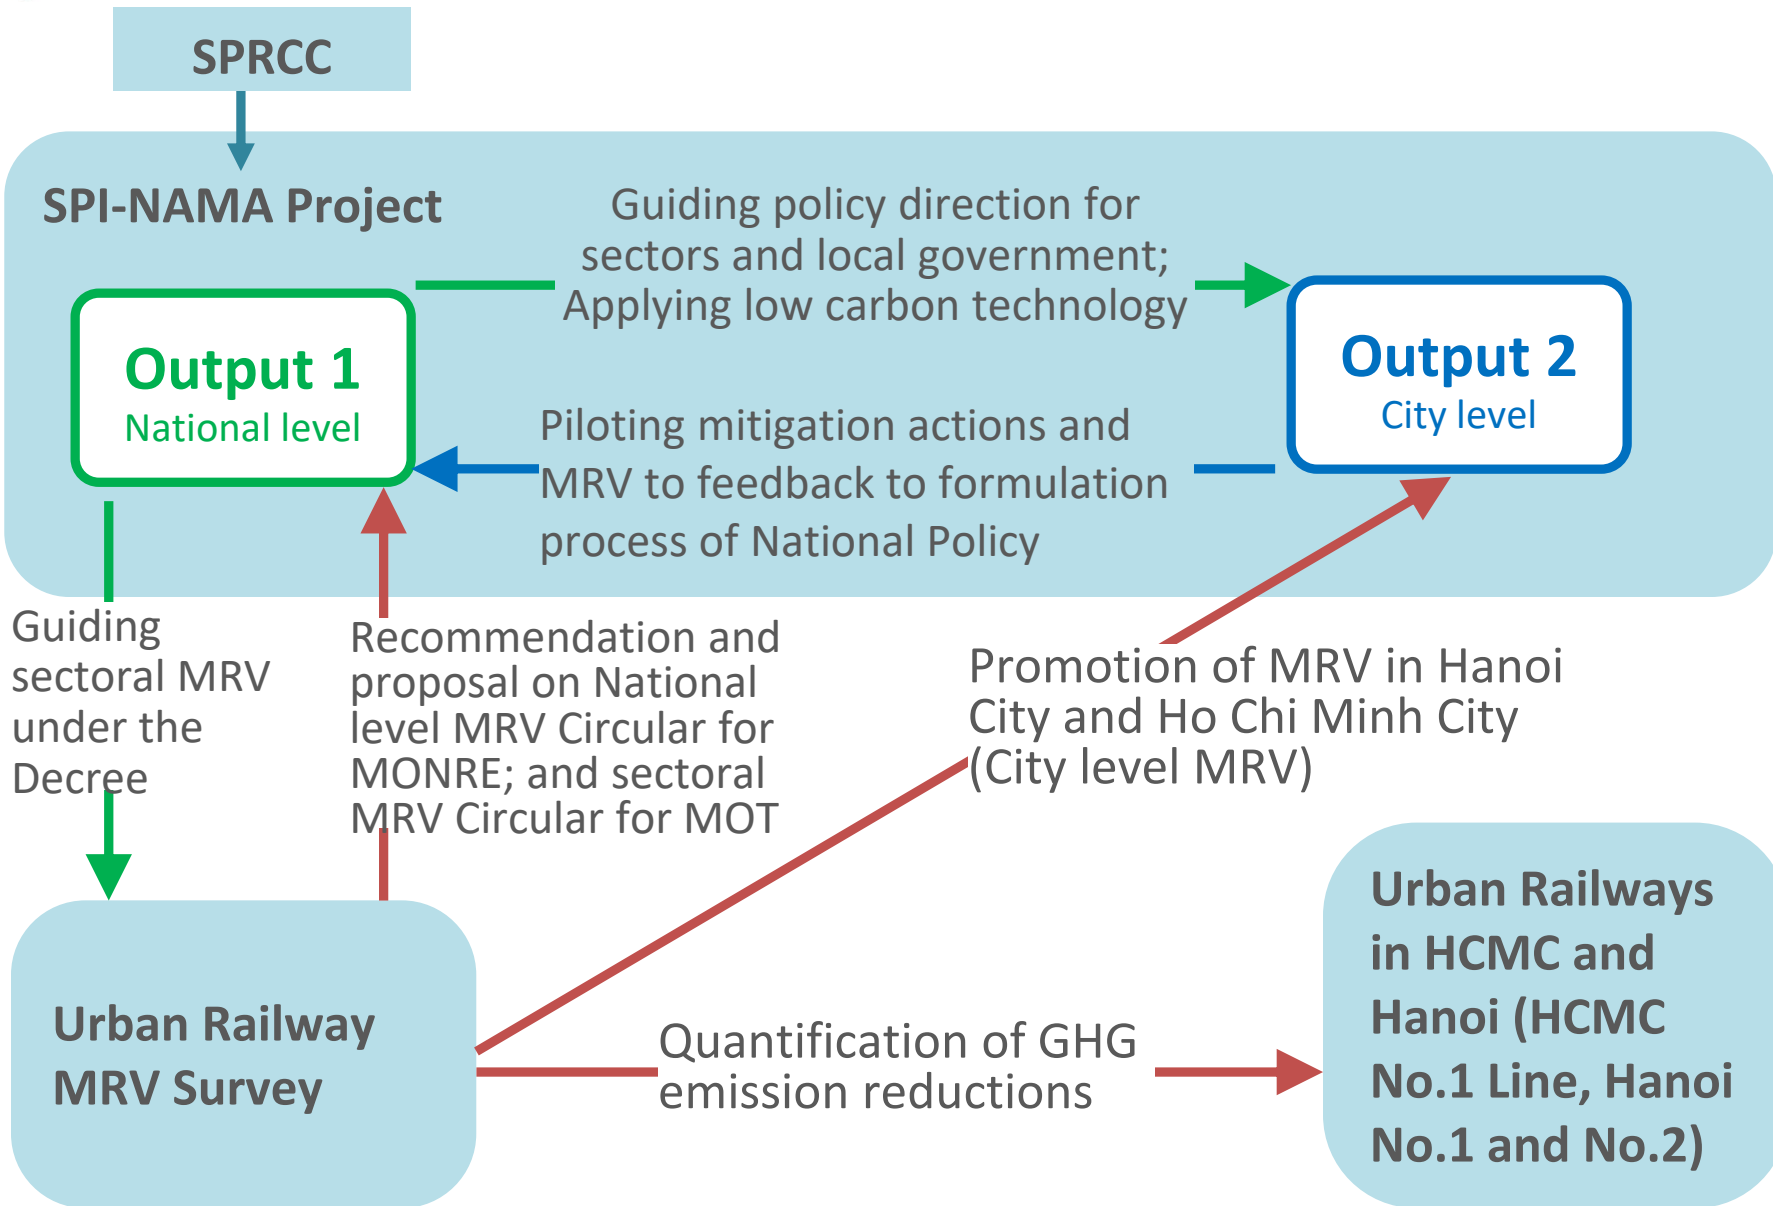 SPRCC
SPI-NAMA Project
Guiding policy direction for
sectors and local government;
Applying low carbon technology
Output 1
National level
Output 2
City level
Piloting mitigation actions and
MRV to feedback to formulation
process of National Policy
Guiding
sectoral MRV
under the
Decree
Recommendation and
proposal on National
level MRV Circular for
MONRE; and sectoral
MRV Circular for MOT
Promotion of MRV in Hanoi
City and Ho Chi Minh City
(City level MRV)
Urban Railway
MRV Survey
Quantification of GHG
emission reductions
Urban Railways
in HCMC and
Hanoi (HCMC
No.1 Line, Hanoi
No.1 and No.2)